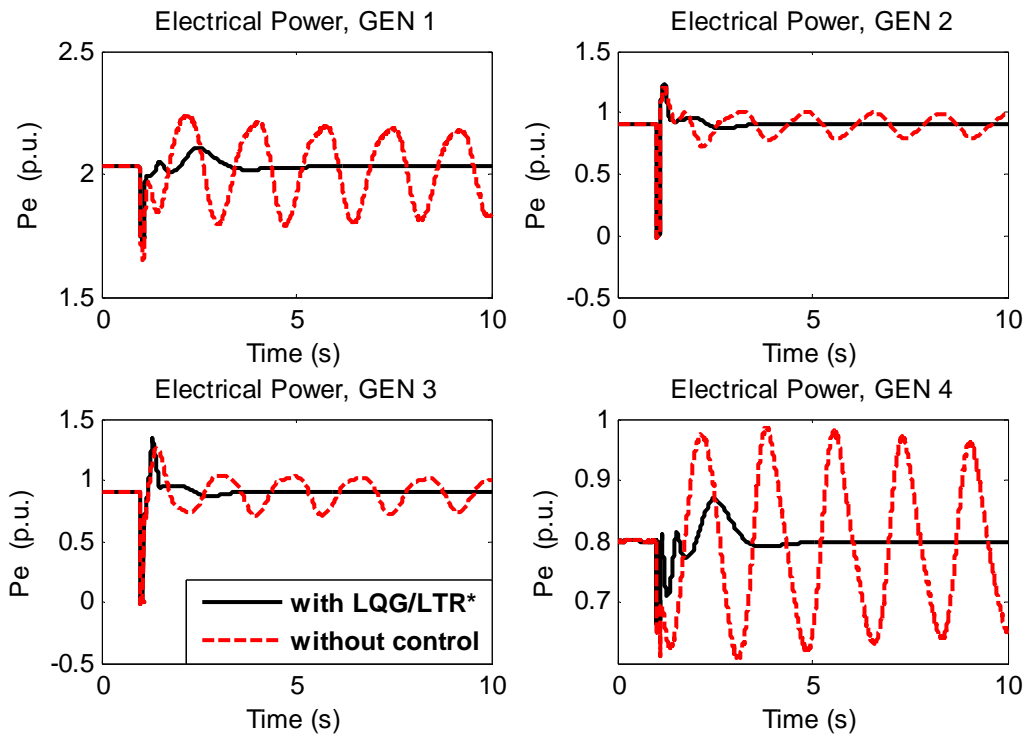 Electrical Power, GEN 1
2.5
2
1.5
Pe (p.u.)
0
5
10
Time (s)
Electrical Power, GEN 2
1.5
1
0.5
0
-0.5
Pe (p.u.)
0
5
10
Time (s)
Electrical Power, GEN 3
1.5
1
0.5
0
-0.5
Pe (p.u.)
with LQG/LTR*
without control
0
5
10
Time (s)
Electrical Power, GEN 4
1
0.9
0.8
0.7
Pe (p.u.)
0
5
10
Time (s)